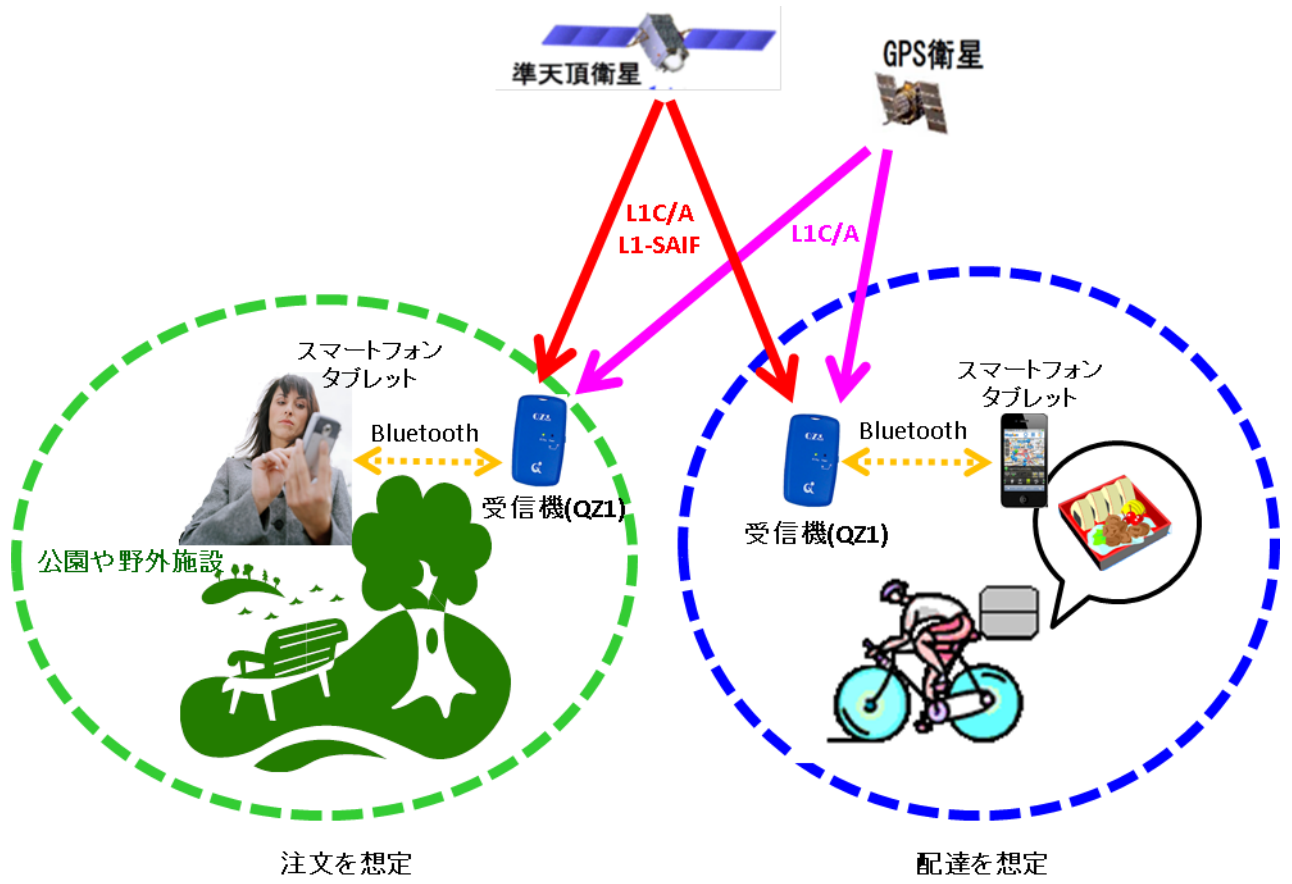 準天頂衛星
GPS衛星
L1C/A
L1-SAIF
L1C/A
スマートフォン
タブレット
Bluetooth
受信機(QZ1)
公園や野外施設
スマートフォン
タブレット
Bluetooth
受信機(QZ1)
注文を想定
配達を想定